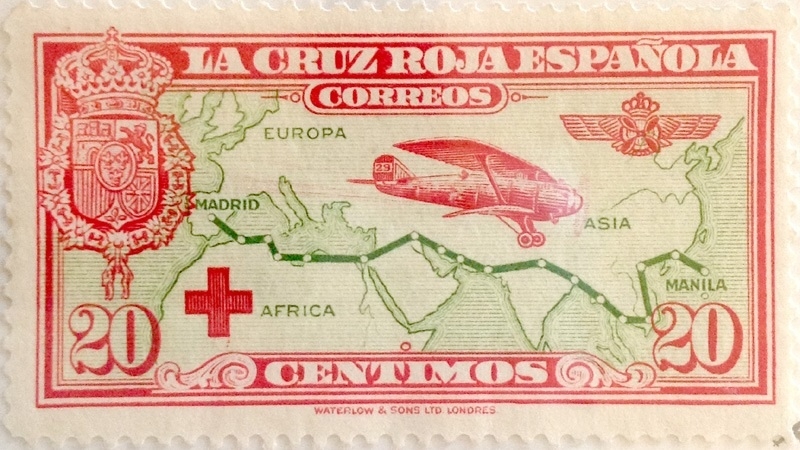 LA CRUZ ROJA ESPAÑOLA
CORREOS
EUROPA
29
MADRID
ASIA
MANILA
AFRICA
20
20
CENTIMOS
WATERLOW & SONS LTD. LONDRES.